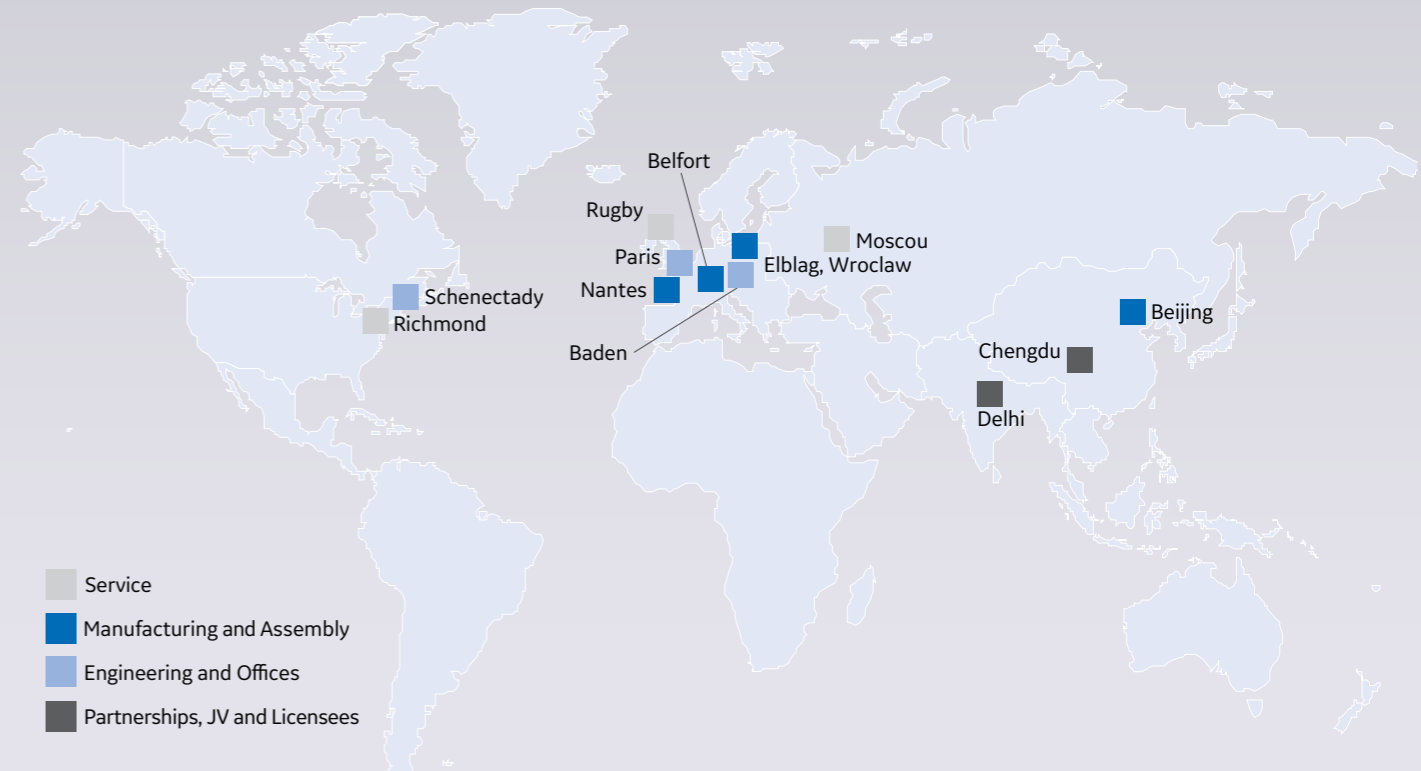 Belfort
Rugby
Moscou
Paris
Elblag, Wroclaw
Nantes
Schenectady
Richmond
Beijing
Baden
Chengdu
Delhi
Service
Manufacturing and Assembly
Engineering and Offices
Partnerships, JV and Licensees